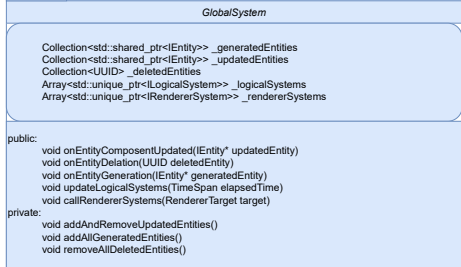 GlobalSystem
Collection<std::shared_ptr<IEntity>> _generatedEntities
Collection<std::shared_ptr<IEntity>> _updatedEntities
Collection<UUID> _deletedEntities
Array<std::unique_ptr<ILogicalSystem>> _logicalSystems
Array<std::unique_ptr<IRendererSystem>> _rendererSystems
public:
void onEntityComposentUpdated(IEntity* updatedEntity)
void onEntityDelation(UUID deletedEntity)
void onEntityGeneration(IEntity* generatedEntity)
void updateLogicalSystems(TimeSpan elapsedTime)
void callRendererSystems(RendererTarget target)
private:
void addAndRemoveUpdatedEntities()
void addAllGeneratedEntities()
void removeAllDeletedEntities()